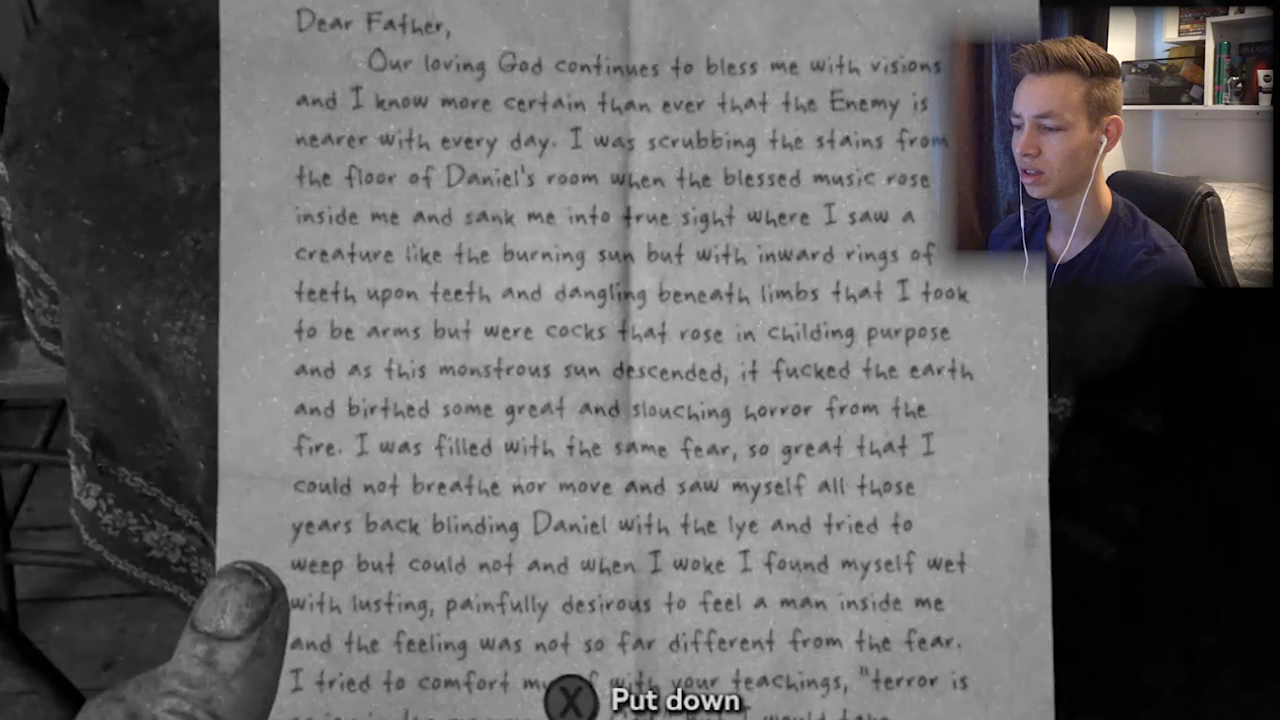 Dear Father,
Our loving God continues to bless me with visions
and I know more certain than ever that the Enemy is
nearer with every day. I was scrubbing the stains from
the floor of Daniel's room when the blessed music rose
inside me and sank me into true sight where I saw a
creature like the burning sun but with inward rings of
teeth upon teeth and dangling beneath limbs that I took
to be arms but were cocks that rose in childing purpose
and as this monstrous sun descended, it fucked the earth
and birthed some great and slouching horror from the
fire. I was filled with the same fear, so great that I
could not breathe nor move and saw myself all those
years back blinding Daniel with the lye and tried to
weep but could not and when I woke I found myself wet
with lusting, painfully desirous to feel a man inside me
and the feeling was not so far different from the fear.
I tried to comfort with your teachings, "terror is
X Put down